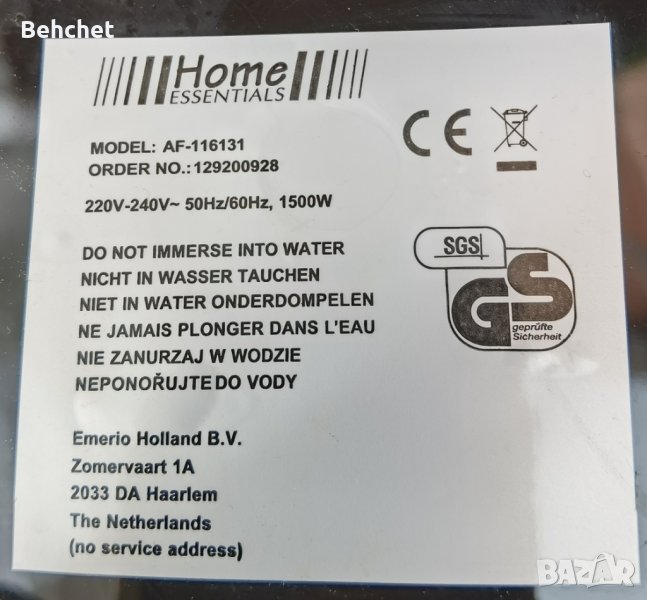 Behchet
Home
ESSENTIALS
MODEL: AF-116131
ORDER NO.:129200928
220V-240V~ 50Hz/60Hz, 1500W
DO NOT IMMERSE INTO WATER
NICHT IN WASSER TAUCHEN
NIET IN WATER ONDERDOMPELEN
NE JAMAIS PLONGER DANS L'EAU
NIE ZANURZAJ W WODZIE
NEPONOŘUJTE DO VODY
CE
SGS
GS
geprüfte
Sicherheit
Emerio Holland B.V.
Zomervaart 1A
2033 DA Haarlem
The Netherlands
(no service address)
BAZAR